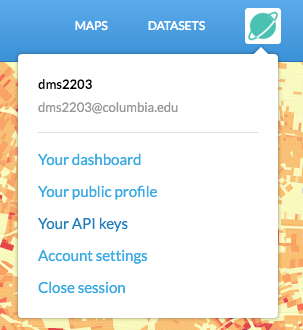 MAPS DATASETS
dms2203
dms2203@columbia.edu
Your dashboard
Your public profile
Your API keys
Account settings
Close session